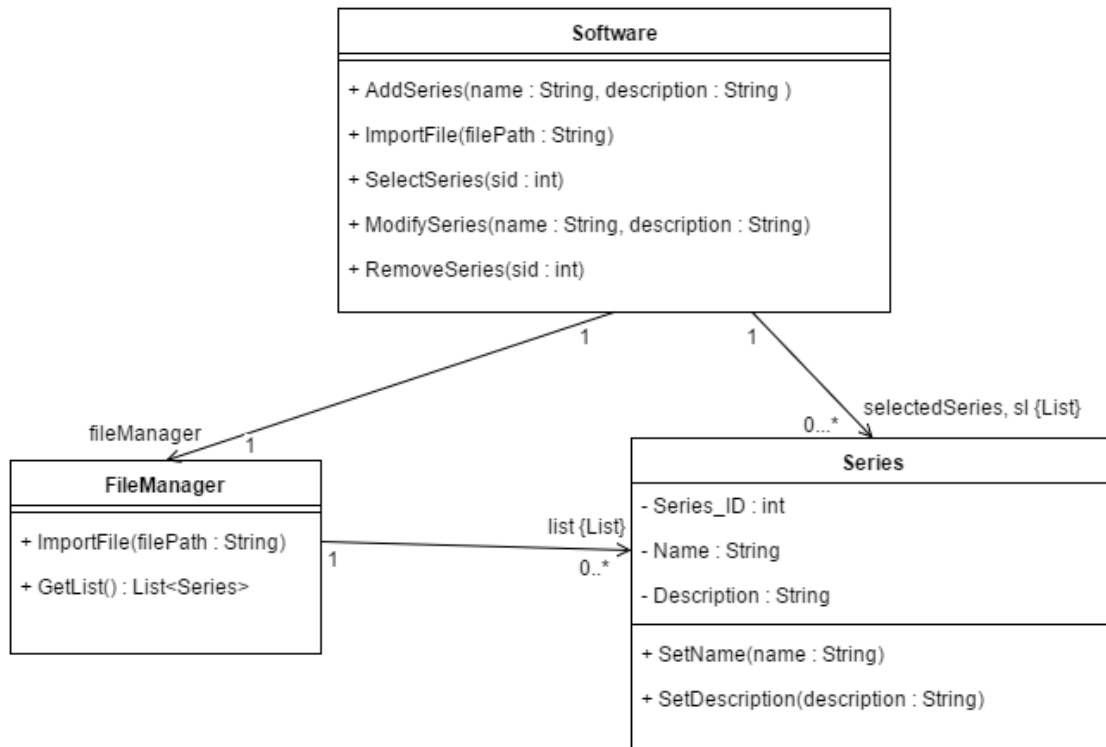 Software
+ AddSeries(name : String, description : String )
+ ImportFile(filePath : String)
+ SelectSeries(sid : int)
+ ModifySeries(name : String, description : String)
+ RemoveSeries(sid : int)
1
1
fileManager
1
selectedSeries, sl {List}
0...*
FileManager
+ ImportFile(filePath : String)
+ GetList() : List<Series>
1
list {List}
0..*
Series
- Series_ID : int
- Name : String
- Description : String
+ SetName(name : String)
+ SetDescription(description : String)